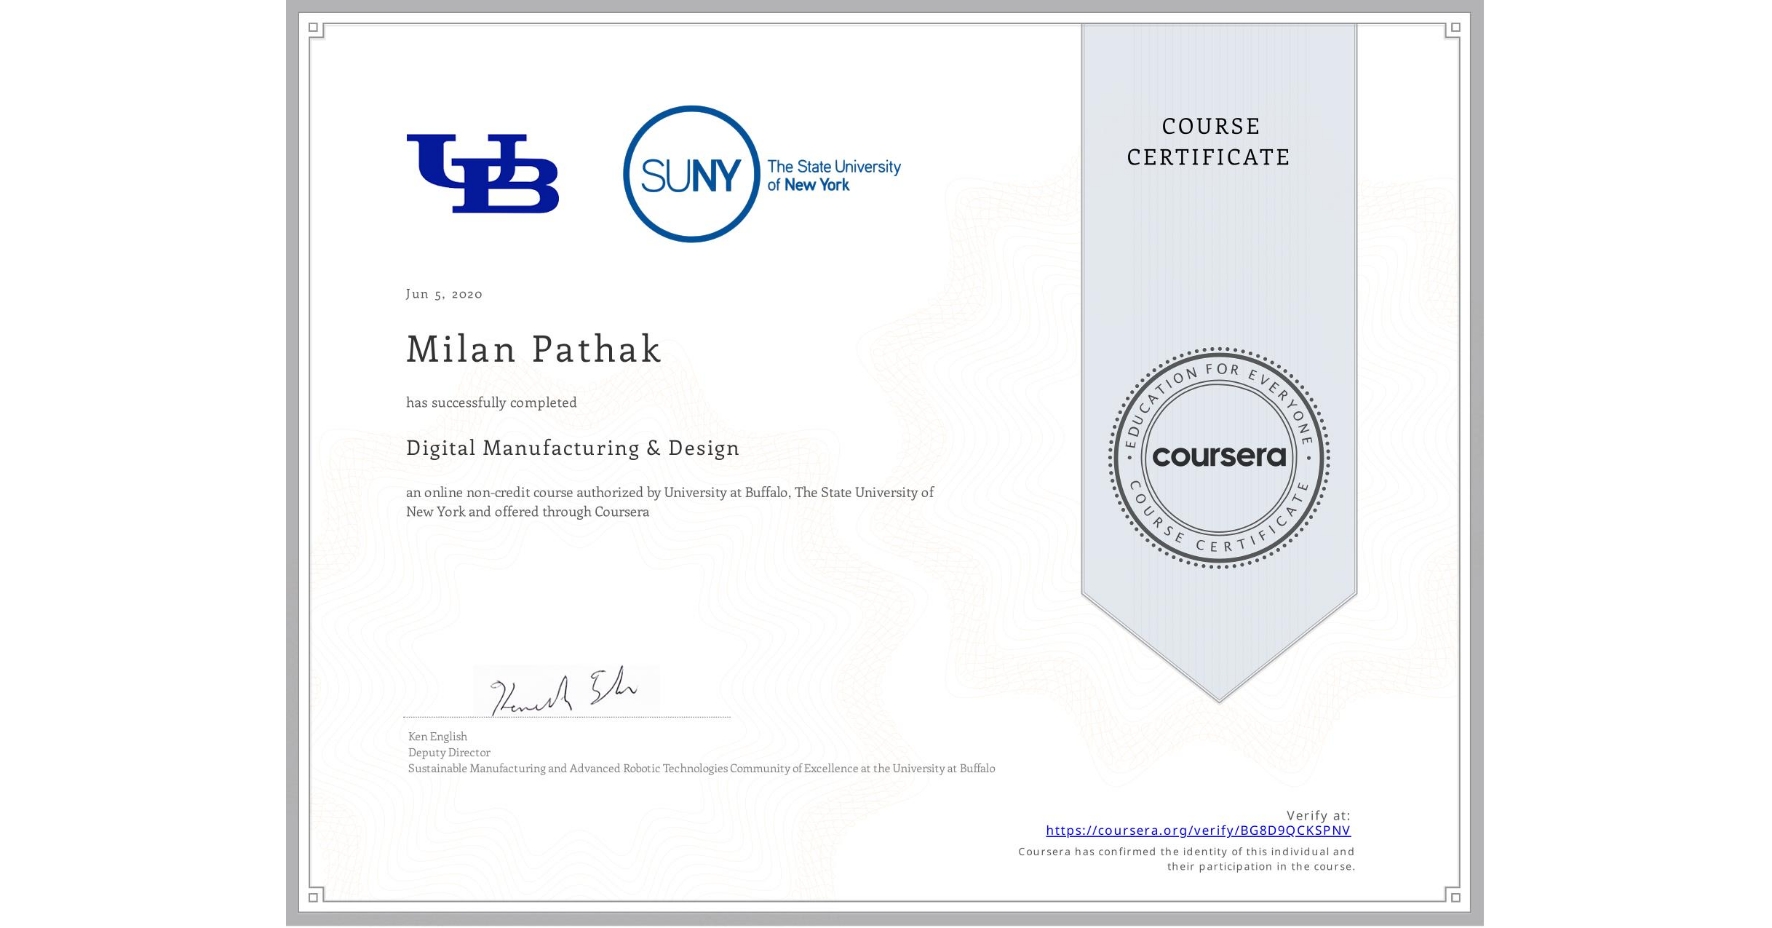 UB
SUNY
The State University
of New York
COURSE
CERTIFICATE
Jun 5, 2020
Milan Pathak
has successfully completed
Digital Manufacturing & Design
an online non-credit course authorized by University at Buffalo, The State University of
New York and offered through Coursera
EDUCATION FOR EVERYONE
coursera
COURSE CERTIFICATE
Ken English
Deputy Director
Sustainable Manufacturing and Advanced Robotic Technologies Community of Excellence at the University at Buffalo
Verify at:
https://coursera.org/verify/BG8D9QCKSPNV
Coursera has confirmed the identity of this individual and
their participation in the course.